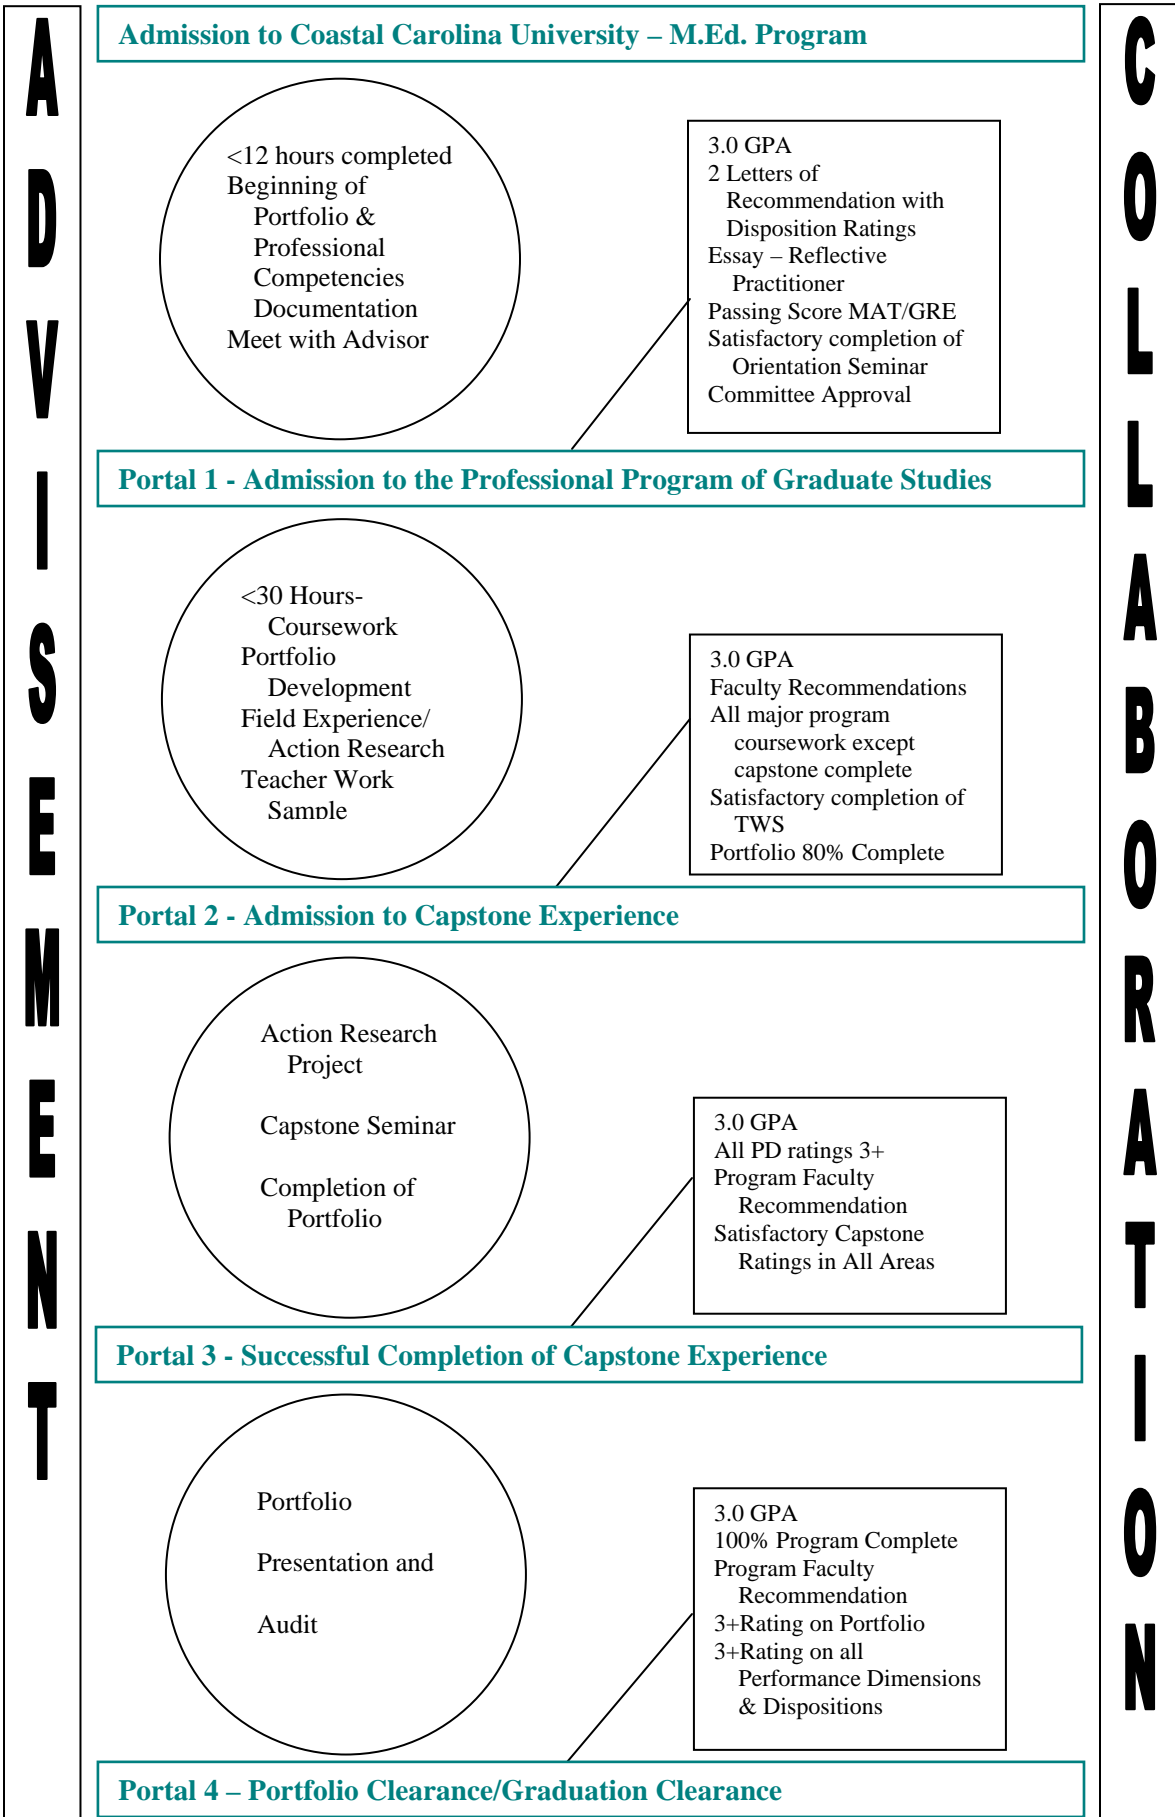 ADVISEMENT
Admission to Coastal Carolina University – M.Ed. Program
<12 hours completed
Beginning of
Portfolio &
Professional
Competencies
Documentation
Meet with Advisor
3.0 GPA
2 Letters of
Recommendation with
Disposition Ratings
Essay – Reflective
Practitioner
Passing Score MAT/GRE
Satisfactory completion of
Orientation Seminar
Committee Approval
Portal 1 - Admission to the Professional Program of Graduate Studies
<30 Hours-
Coursework
Portfolio
Development
Field Experience/
Action Research
Teacher Work
Sample
3.0 GPA
Faculty Recommendations
All major program
coursework except
capstone complete
Satisfactory completion of
TWS
Portfolio 80% Complete
Portal 2 - Admission to Capstone Experience
Action Research
Project
Capstone Seminar
Completion of
Portfolio
3.0 GPA
All PD ratings 3+
Program Faculty
Recommendation
Satisfactory Capstone
Ratings in All Areas
Portal 3 - Successful Completion of Capstone Experience
Portfolio
Presentation and
Audit
3.0 GPA
100% Program Complete
Program Faculty
Recommendation
3+Rating on Portfolio
3+Rating on all
Performance Dimensions
& Dispositions
Portal 4 – Portfolio Clearance/Graduation Clearance
COLLABORATION